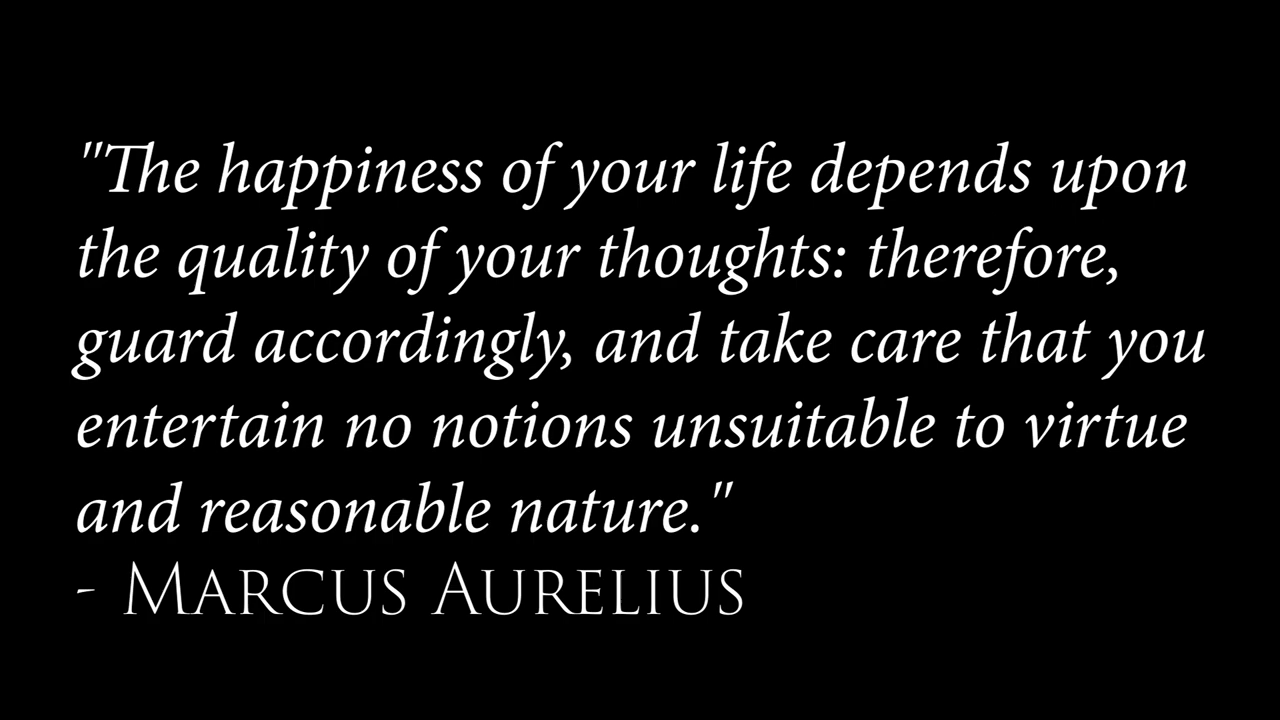 "The happiness of your life depends upon
the quality of your thoughts: therefore,
guard accordingly, and take care that you
entertain no notions unsuitable to virtue
and reasonable nature."
- MARCUS AURELIUS